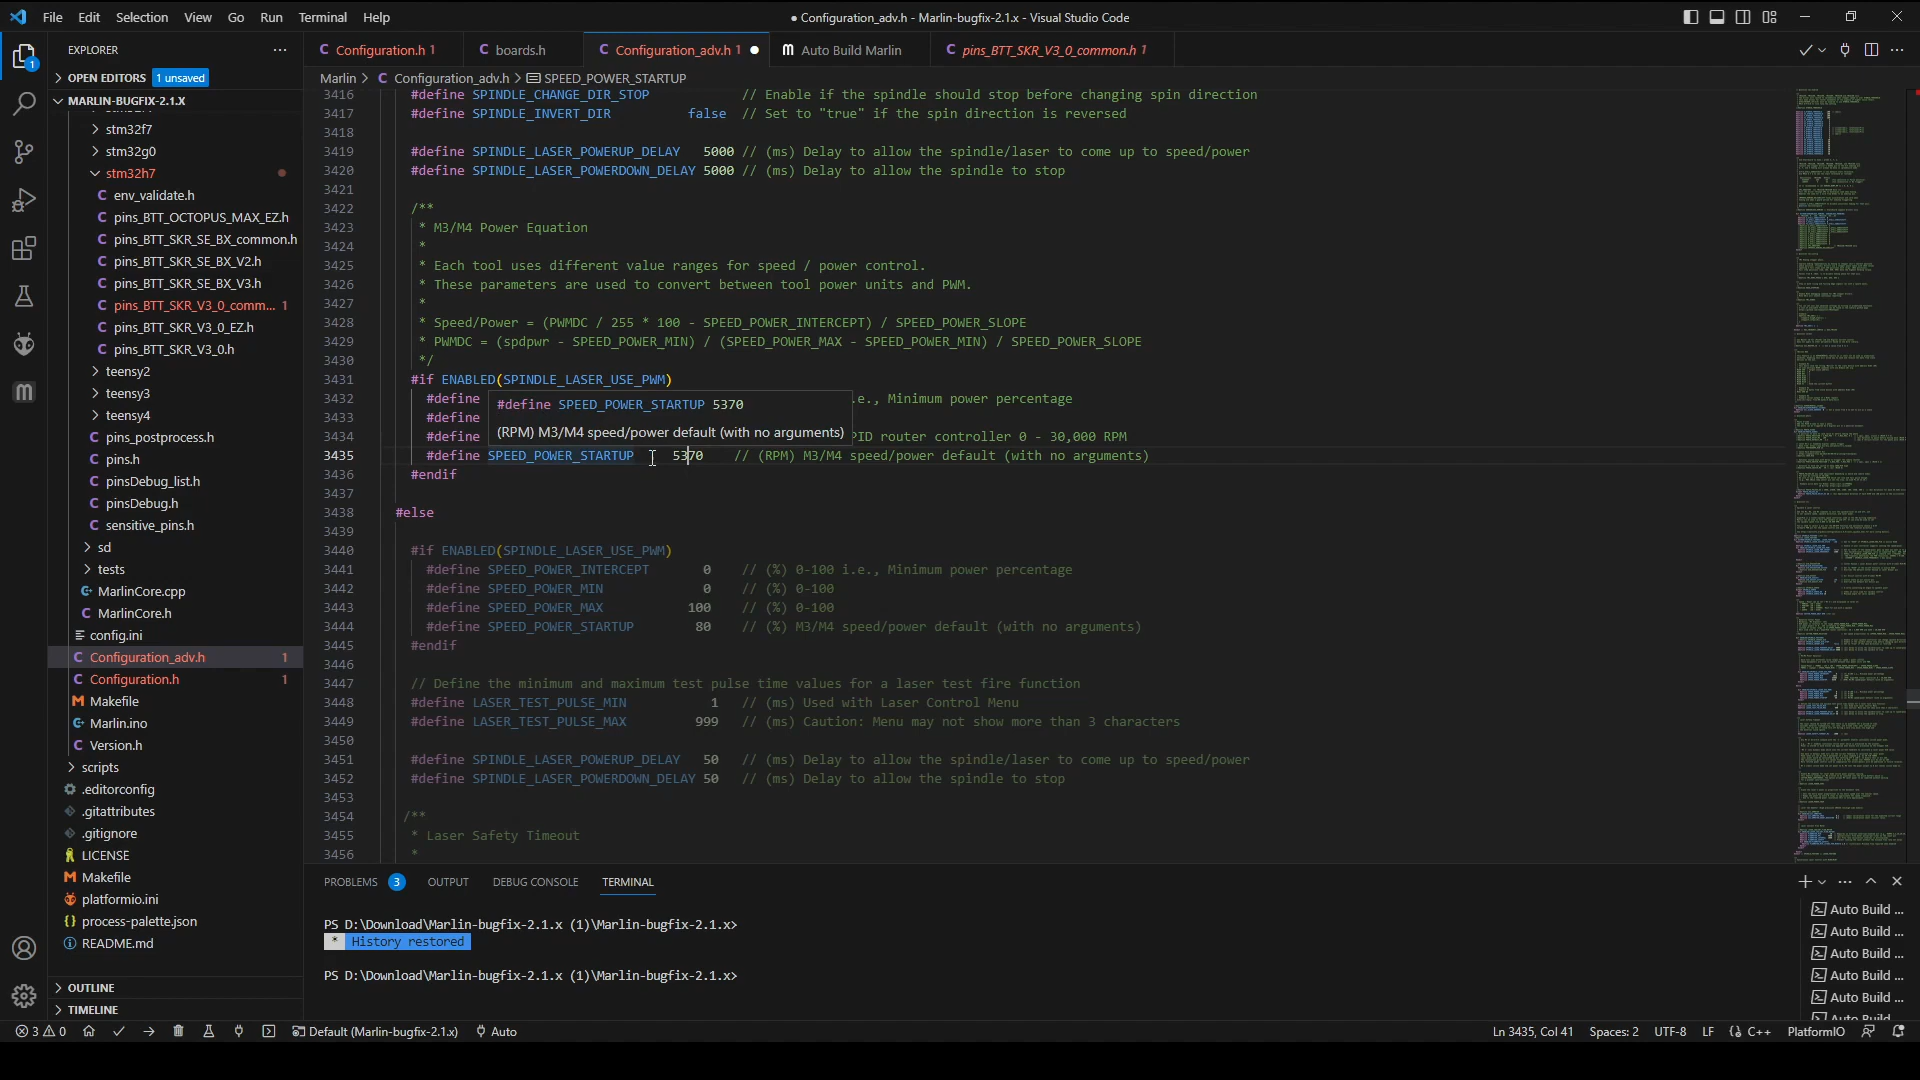 File Edit Selection View Go Run Terminal Help
● Configuration_adv.h - Marlin-bugfix-2.1.x - Visual Studio Code
EXPLORER
OPEN EDITORS 1 unsaved
MARLIN-BUGFIX-2.1.X
stm32f7
stm32g0
stm32h7
env_validate.h
pins_BTT_OCTOPUS_MAX_EZ.h
pins_BTT_SKR_SE_BX_common.h
pins_BTT_SKR_SE_BX_V2.h
pins_BTT_SKR_SE_BX_V3.h
pins_BTT_SKR_V3_0_comm... 1
pins_BTT_SKR_V3_0_EZ.h
pins_BTT_SKR_V3_0.h
teensy2
teensy3
teensy4
pins_postprocess.h
pins.h
pinsDebug_list.h
pinsDebug.h
sensitive_pins.h
sd
tests
MarlinCore.cpp
MarlinCore.h
config.ini
Configuration_adv.h 1
Configuration.h 1
Makefile
Marlin.ino
Version.h
scripts
.editorconfig
.gitattributes
.gitignore
LICENSE
Makefile
platformio.ini
process-palette.json
README.md
OUTLINE
TIMELINE
Configuration.h 1 boards.h Configuration_adv.h 1 Auto Build Marlin pins_BTT_SKR_V3_0_common.h 1
Marlin > C Configuration_adv.h > SPEED_POWER_STARTUP
3416 #define SPINDLE_CHANGE_DIR_STOP // Enable if the spindle should stop before changing spin direction
3417 #define SPINDLE_INVERT_DIR false // Set to "true" if the spin direction is reversed
3418
3419 #define SPINDLE_LASER_POWERUP_DELAY 5000 // (ms) Delay to allow the spindle/laser to come up to speed/power
3420 #define SPINDLE_LASER_POWERDOWN_DELAY 5000 // (ms) Delay to allow the spindle to stop
3421
3422 /**
3423 * M3/M4 Power Equation
3424 *
3425 * Each tool uses different value ranges for speed / power control.
3426 * These parameters are used to convert between tool power units and PWM.
3427 *
3428 * Speed/Power = (PWMDC / 255 * 100 - SPEED_POWER_INTERCEPT) / SPEED_POWER_SLOPE
3429 * PWMDC = (spdpwr - SPEED_POWER_MIN) / (SPEED_POWER_MAX - SPEED_POWER_MIN) / SPEED_POWER_SLOPE
3430 */
3431 #if ENABLED(SPINDLE_LASER_USE_PWM)
3432 #define .e., Minimum power percentage
#define SPEED_POWER_STARTUP 5370
3433 #define
(RPM) M3/M4 speed/power default (with no arguments)
3434 #define PID router controller 0 - 30,000 RPM
3435 #define SPEED_POWER_STARTUP 5370 // (RPM) M3/M4 speed/power default (with no arguments)
3436 #endif
3437
3438 #else
3439
3440 #if ENABLED(SPINDLE_LASER_USE_PWM)
3441 #define SPEED_POWER_INTERCEPT 0 // (%) 0-100 i.e., Minimum power percentage
3442 #define SPEED_POWER_MIN 0 // (%) 0-100
3443 #define SPEED_POWER_MAX 100 // (%) 0-100
3444 #define SPEED_POWER_STARTUP 80 // (%) M3/M4 speed/power default (with no arguments)
3445 #endif
3446
3447 // Define the minimum and maximum test pulse time values for a laser test fire function
3448 #define LASER_TEST_PULSE_MIN 1 // (ms) Used with Laser Control Menu
3449 #define LASER_TEST_PULSE_MAX 999 // (ms) Caution: Menu may not show more than 3 characters
3450
3451 #define SPINDLE_LASER_POWERUP_DELAY 50 // (ms) Delay to allow the spindle/laser to come up to speed/power
3452 #define SPINDLE_LASER_POWERDOWN_DELAY 50 // (ms) Delay to allow the spindle to stop
3453
3454 /**
3455 * Laser Safety Timeout
3456 *
PROBLEMS 3 OUTPUT DEBUG CONSOLE TERMINAL
PS D:\Download\Marlin-bugfix-2.1.x (1)\Marlin-bugfix-2.1.x>
* History restored
PS D:\Download\Marlin-bugfix-2.1.x (1)\Marlin-bugfix-2.1.x>
Auto Build ...
Auto Build ...
Auto Build ...
Auto Build ...
Auto Build ...
Auto Build ...
3 0 Default (Marlin-bugfix-2.1.x) Auto Ln 3435, Col 41 Spaces: 2 UTF-8 LF C++ PlatformIO